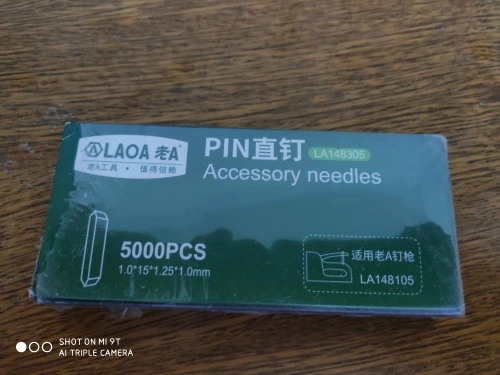 LAOA 老A
老A工具 · 值得信赖
PIN直钉 LA148305
Accessory needles
5000PCS
1.0*15*1.25*1.0mm
适用老A钉枪
LA148105
SHOT ON MI 9T
AI TRIPLE CAMERA